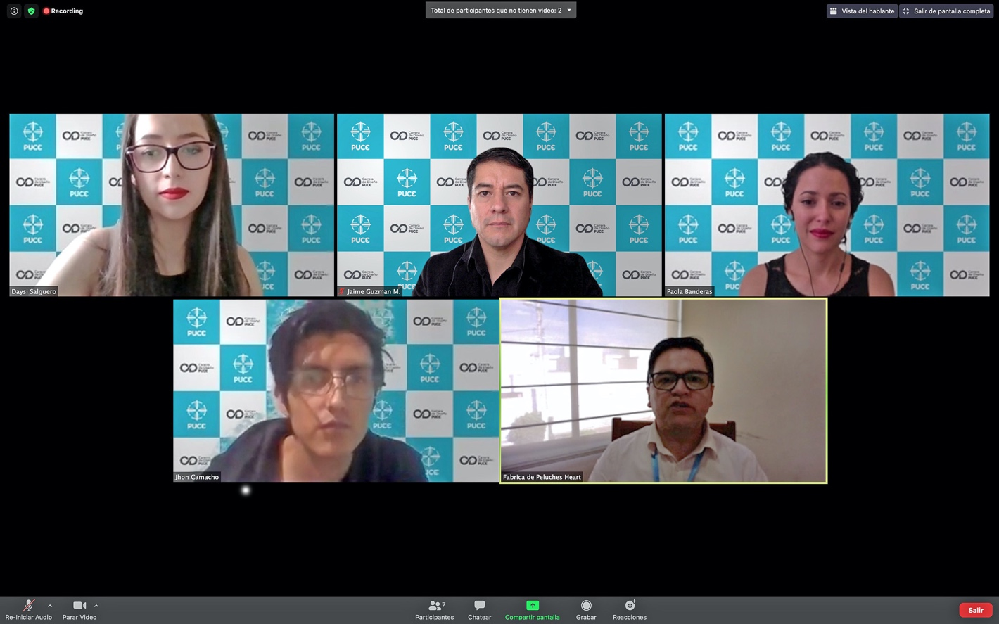 Recording
Total de participantes que no tienen video: 2
Vista del hablante
Salir de pantalla completa
PUCE
Carrera de Diseño PUCE
Daysi Salguero
Jaime Guzman M.
Paola Banderas
Jhon Camacho
Fabrica de Peluches Heart
Re-Iniciar Audio
Parar Video
7
Participantes
Chatear
Compartir pantalla
Grabar
Reacciones
Salir